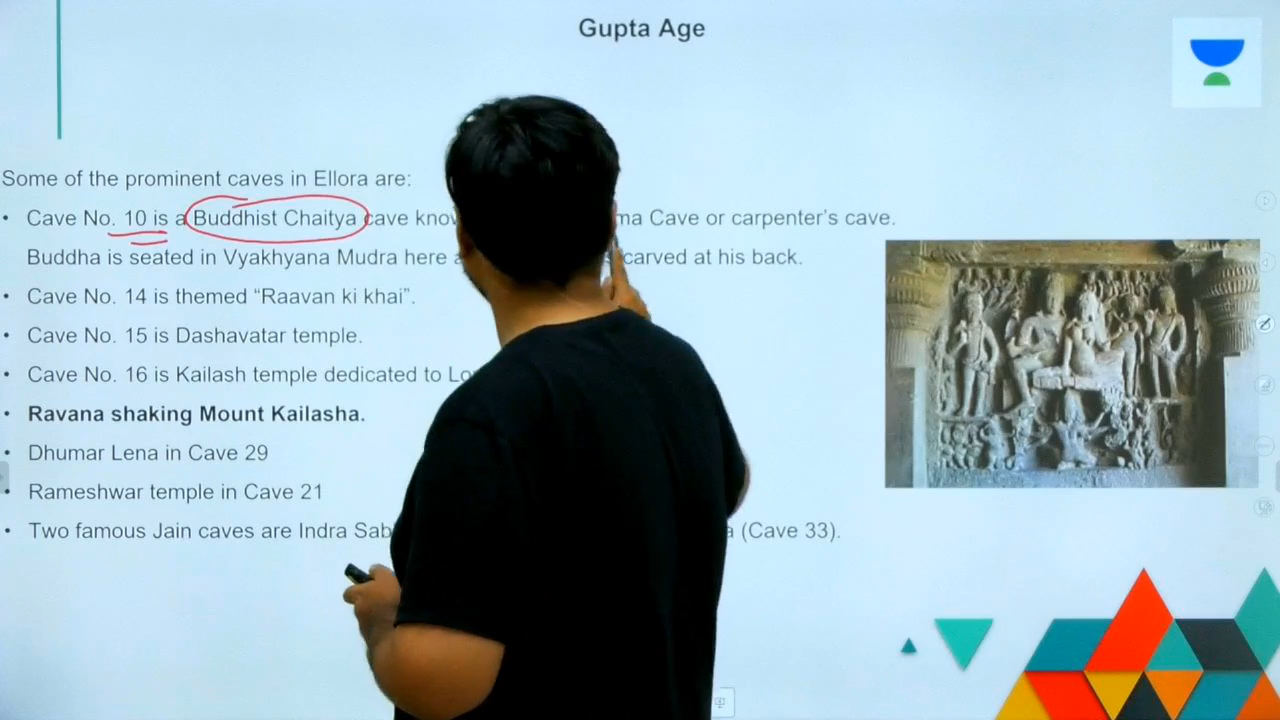 Gupta Age
Some of the prominent caves in Ellora are:
• Cave No. 10 is a Buddhist Chaitya cave Cave or carpenter's cave.
Buddha is seated in Vyakhyana Mudra here carved at his back.
• Cave No. 14 is themed “Raavan ki khai”.
• Cave No. 15 is Dashavatar temple.
• Cave No. 16 is Kailash temple dedicated to
• Ravana shaking Mount Kailasha.
• Dhumar Lena in Cave 29
• Rameshwar temple in Cave 21
• Two famous Jain caves are Indra (Cave 33).